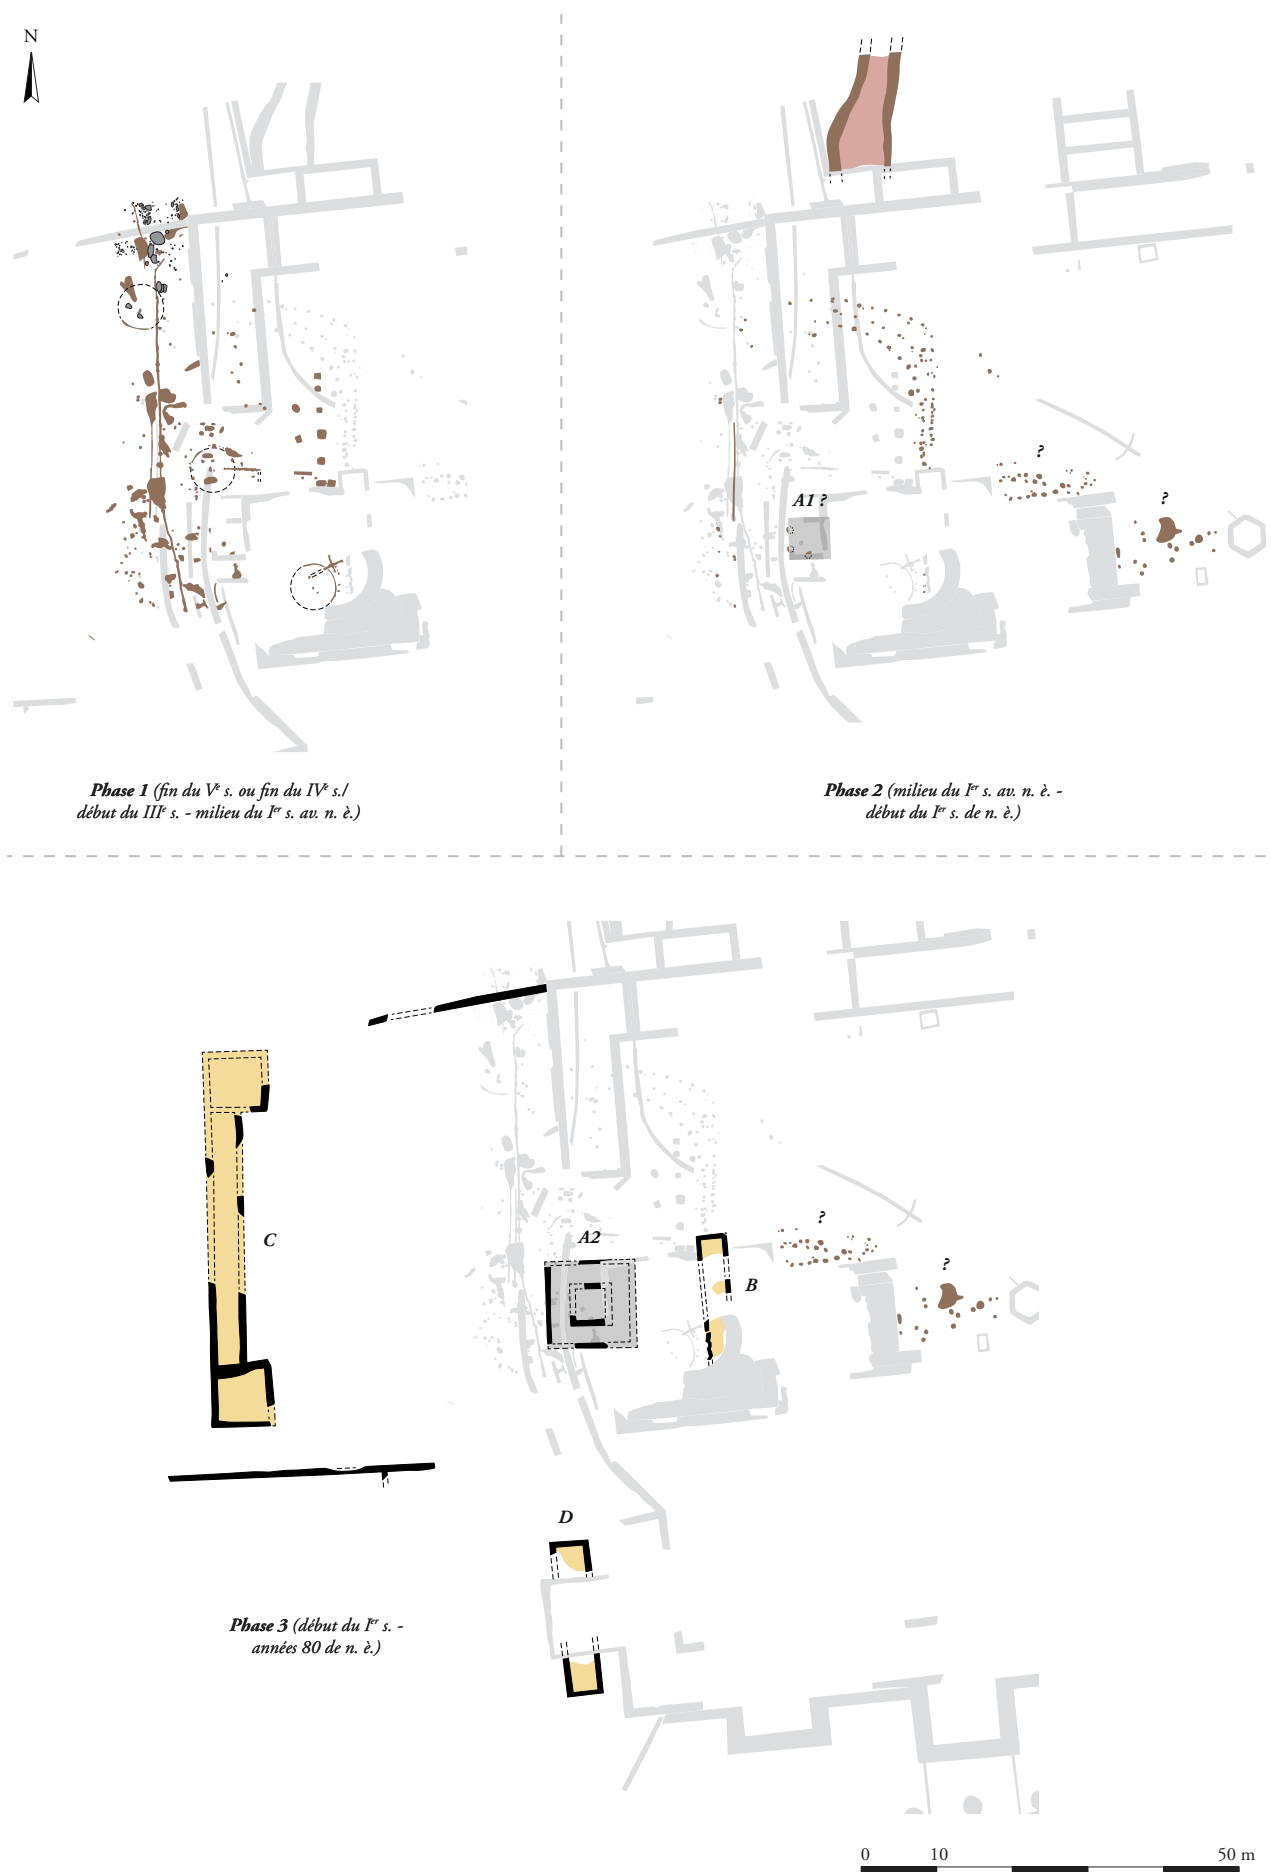 N
A1 ?
?
?
Phase 1 (fin du Vᵉ s. ou fin du IVᵉ s./
début du IIIᵉ s. - milieu du Iᵉʳ s. av. n. è.)
Phase 2 (milieu du Iᵉʳ s. av. n. è. -
début du Iᵉʳ s. de n. è.)
C
A2
B
?
?
D
Phase 3 (début du Iᵉʳ s. -
années 80 de n. è.)
0 10 50 m